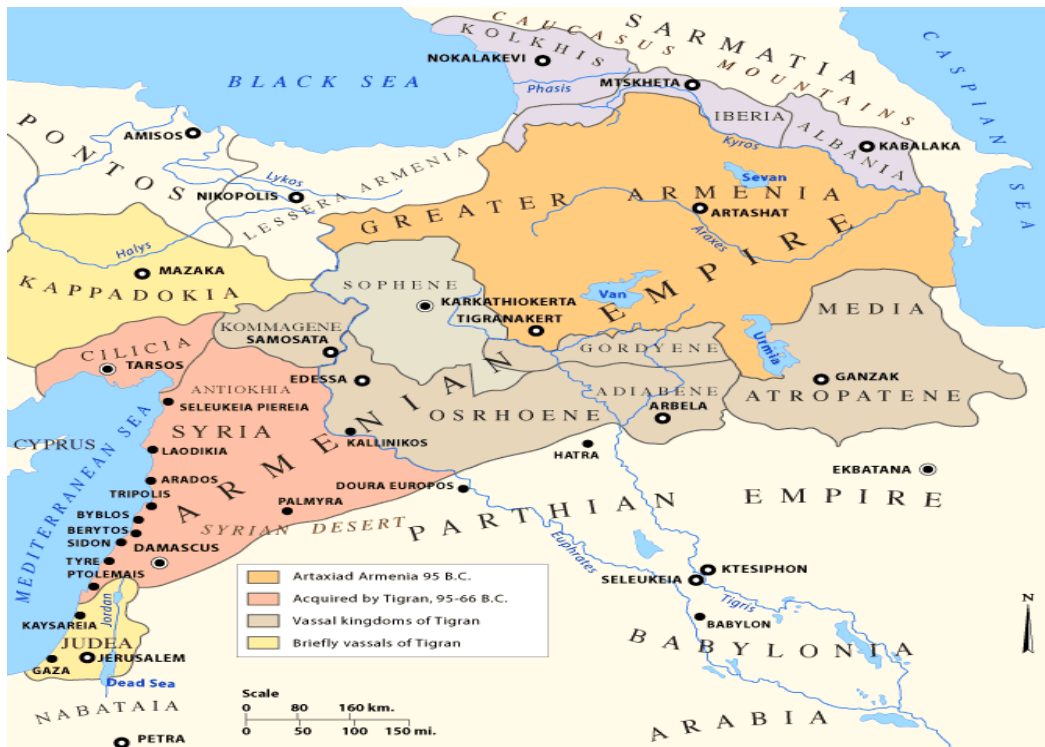 SARMATIA
CAUCASUS MOUNTAINS
KOLKHIS
NOKALAKEVI
CASPIAN SEA
BLACK SEA
Phasis
MTSKHETA
IBERIA
ALBANIA
KABALAKA
Kyros
PONTOS
AMISOS
Lykos
NIKOPOLIS
LESSERA ARMENIA
Sevan
GREATER ARMENIA
ARTASHAT
Araxes
Halys
MAZAKA
KAPPADOKIA
SOPHENE
KARKATHIOKERTA
Van
TIGRANAKERT
ARMENIAN EMPIRE
MEDIA
ATROPATENE
Urmia
GANZAK
KOMMAGENE
SAMOSATA
GORDYENE
CILICIA
TARSOS
EDESSA
ADIABENE
ARBELA
OSRHOENE
ANTIOKHIA
SELEUKEIA PIEREIA
SYRIA
KALLINIKOS
CYPRUS
MEDITERRANEAN SEA
LAODIKIA
HATRA
EKBATANA
ARADOS
DOURA EUROPOS
TRIPOLIS
PALMYRA
PARTHIAN EMPIRE
BYBLOS
SYRIAN DESERT
BERYTOS
SIDON
DAMASCUS
Euphrates
TYRE
PTOLEMAIS
KTESIPHON
SELEUKEIA
Tigris
Jordan
KAYSAREIA
BABYLON
BABYLONIA
JUDEA
JERUSALEM
GAZA
Dead Sea
NABATAIA
PETRA
ARABIA
Artaxiad Armenia 95 B.C.
Acquired by Tigran, 95-66 B.C.
Vassal kingdoms of Tigran
Briefly vassals of Tigran
Scale
0 80 160 km.
0 50 100 150 mi.
N